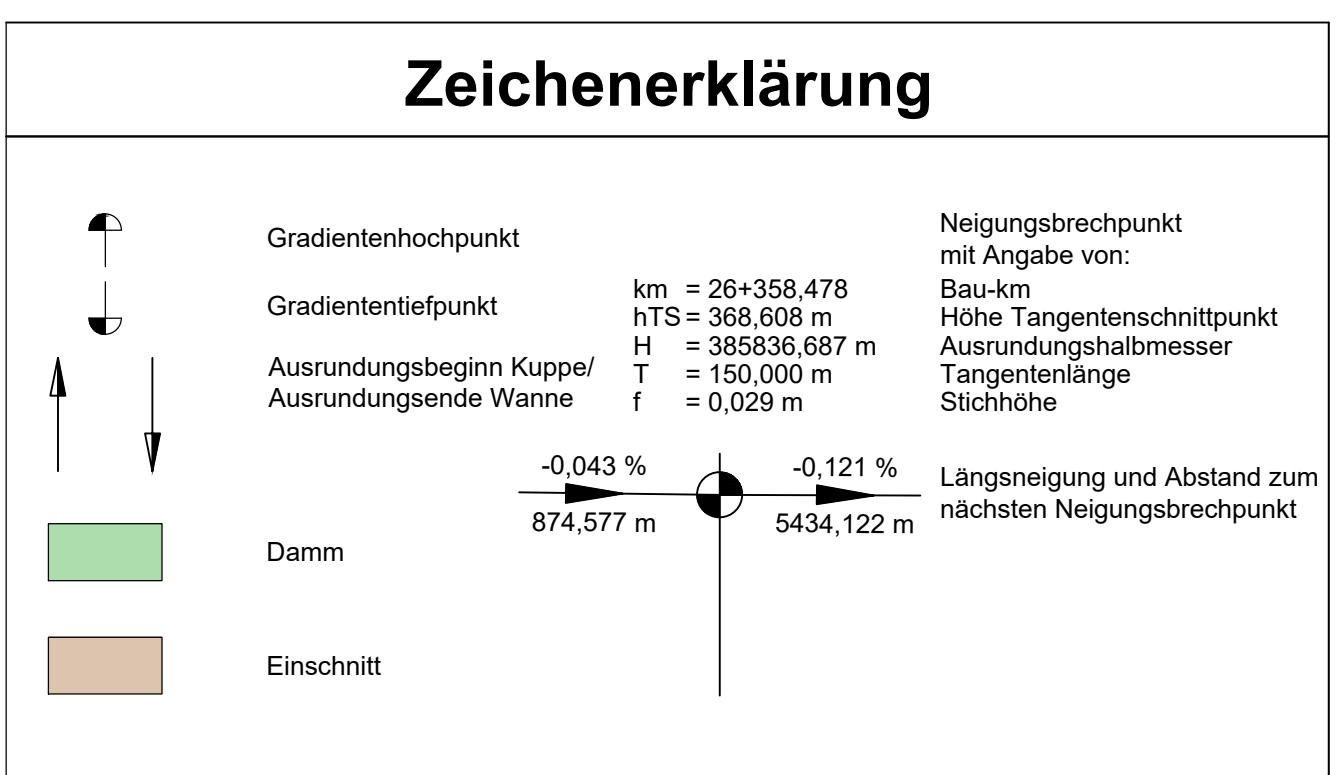 Zeichenerklärung
Gradientenhochpunkt
Gradiententiefpunkt
Ausrundungsbeginn Kuppe/
Ausrundungsende Wanne
Damm
Einschnitt
km = 26+358,478
hTS = 368,608 m
H = 385836,687 m
T = 150,000 m
f = 0,029 m
Neigungsbrechpunkt
mit Angabe von:
Bau-km
Höhe Tangentenschnittpunkt
Ausrundungshalbmesser
Tangentenlänge
Stichhöhe
-0,043 % -0,121 %
874,577 m 5434,122 m
Längsneigung und Abstand zum
nächsten Neigungsbrechpunkt